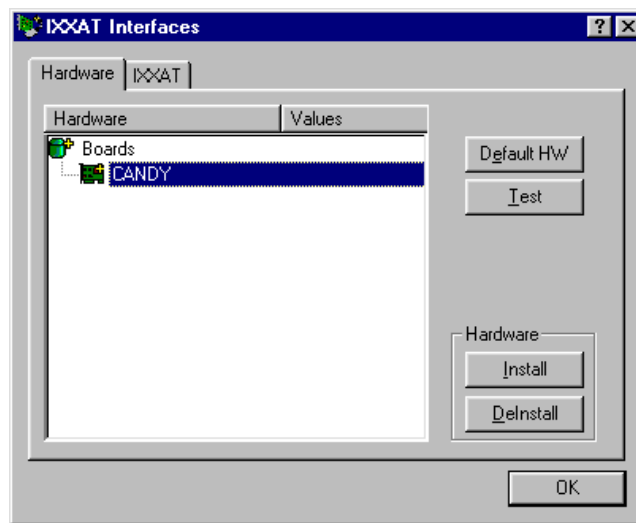 IXXAT Interfaces
Hardware IXXAT
Hardware Values
Boards
CANDY
Default HW
Test
Hardware
Install
DeInstall
OK